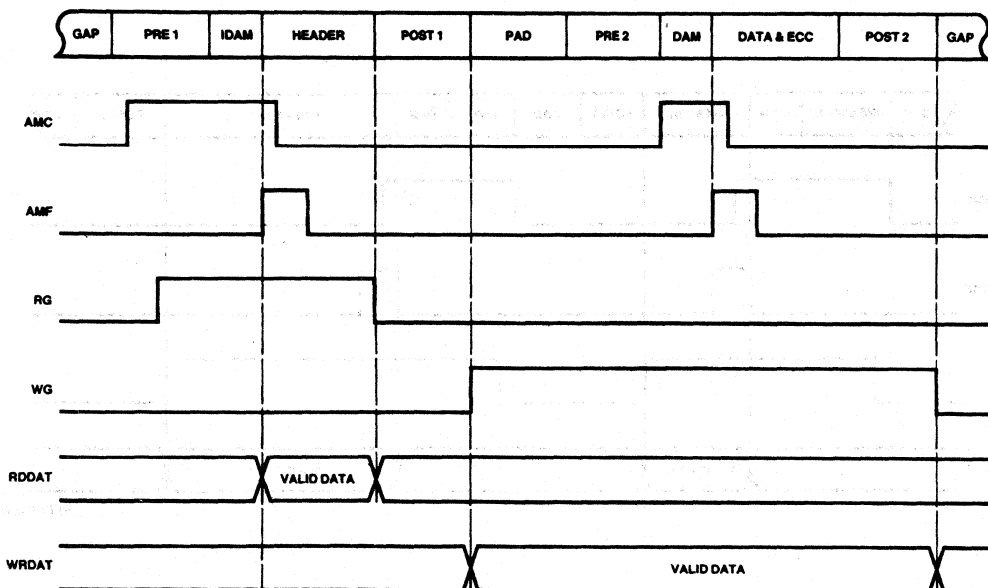 GAP PRE 1 IDAM HEADER POST 1 PAD PRE 2 DAM DATA & ECC POST 2 GAP
AMC
AMF
RG
WG
RDDAT VALID DATA
WRDAT VALID DATA